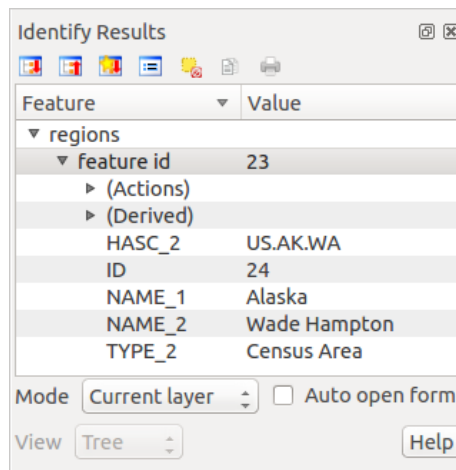 Identify Results
Feature Value
regions
feature id 23
(Actions)
(Derived)
HASC_2 US.AK.WA
ID 24
NAME_1 Alaska
NAME_2 Wade Hampton
TYPE_2 Census Area
Mode Current layer Auto open form
View Tree Help